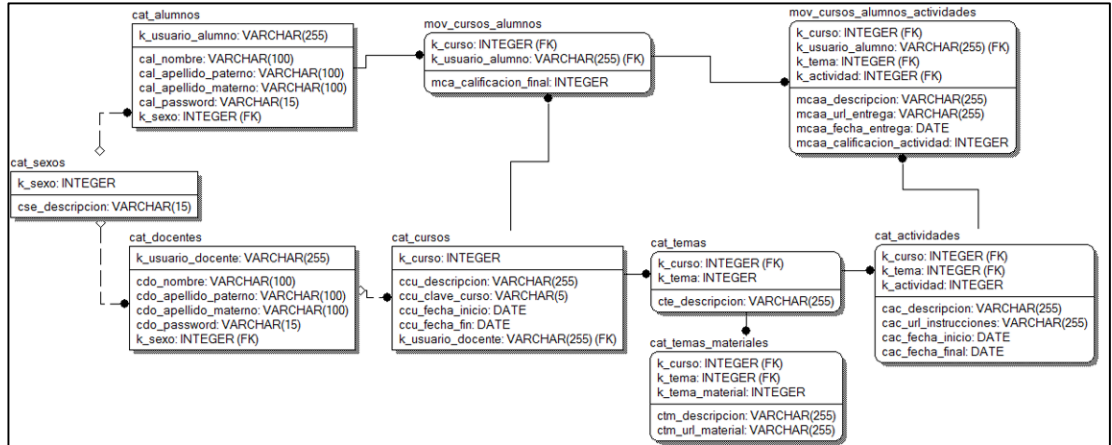 cat_alumnos
k_usuario_alumno: VARCHAR(255)
cal_nombre: VARCHAR(100)
cal_apellido_paterno: VARCHAR(100)
cal_apellido_materno: VARCHAR(100)
cal_password: VARCHAR(15)
k_sexo: INTEGER (FK)
mov_cursos_alumnos
k_curso: INTEGER (FK)
k_usuario_alumno: VARCHAR(255) (FK)
mca_calificacion_final: INTEGER
mov_cursos_alumnos_actividades
k_curso: INTEGER (FK)
k_usuario_alumno: VARCHAR(255) (FK)
k_tema: INTEGER (FK)
k_actividad: INTEGER (FK)
mcaa_descripcion: VARCHAR(255)
mcaa_url_entrega: VARCHAR(255)
mcaa_fecha_entrega: DATE
mcaa_calificacion_actividad: INTEGER
cat_sexos
k_sexo: INTEGER
cse_descripcion: VARCHAR(15)
cat_docentes
k_usuario_docente: VARCHAR(255)
cdo_nombre: VARCHAR(100)
cdo_apellido_paterno: VARCHAR(100)
cdo_apellido_materno: VARCHAR(100)
cdo_password: VARCHAR(15)
k_sexo: INTEGER (FK)
cat_cursos
k_curso: INTEGER
ccu_descripcion: VARCHAR(255)
ccu_clave_curso: VARCHAR(5)
ccu_fecha_inicio: DATE
ccu_fecha_fin: DATE
k_usuario_docente: VARCHAR(255) (FK)
cat_temas
k_curso: INTEGER (FK)
k_tema: INTEGER
cte_descripcion: VARCHAR(255)
cat_temas_materiales
k_curso: INTEGER (FK)
k_tema: INTEGER (FK)
k_tema_material: INTEGER
ctm_descripcion: VARCHAR(255)
ctm_url_material: VARCHAR(255)
cat_actividades
k_curso: INTEGER (FK)
k_tema: INTEGER (FK)
k_actividad: INTEGER
cac_descripcion: VARCHAR(255)
cac_url_instrucciones: VARCHAR(255)
cac_fecha_inicio: DATE
cac_fecha_final: DATE